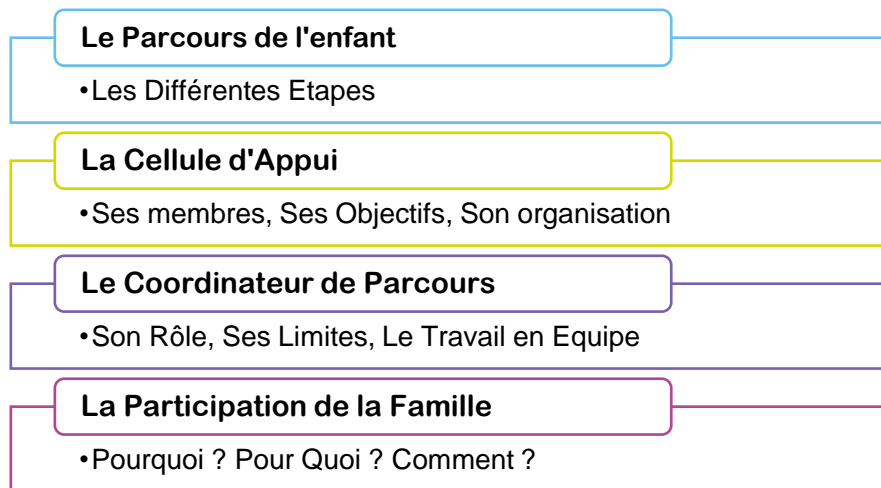 Le Parcours de l'enfant
•Les Différentes Etapes
La Cellule d'Appui
•Ses membres, Ses Objectifs, Son organisation
Le Coordinateur de Parcours
•Son Rôle, Ses Limites, Le Travail en Equipe
La Participation de la Famille
•Pourquoi ? Pour Quoi ? Comment ?